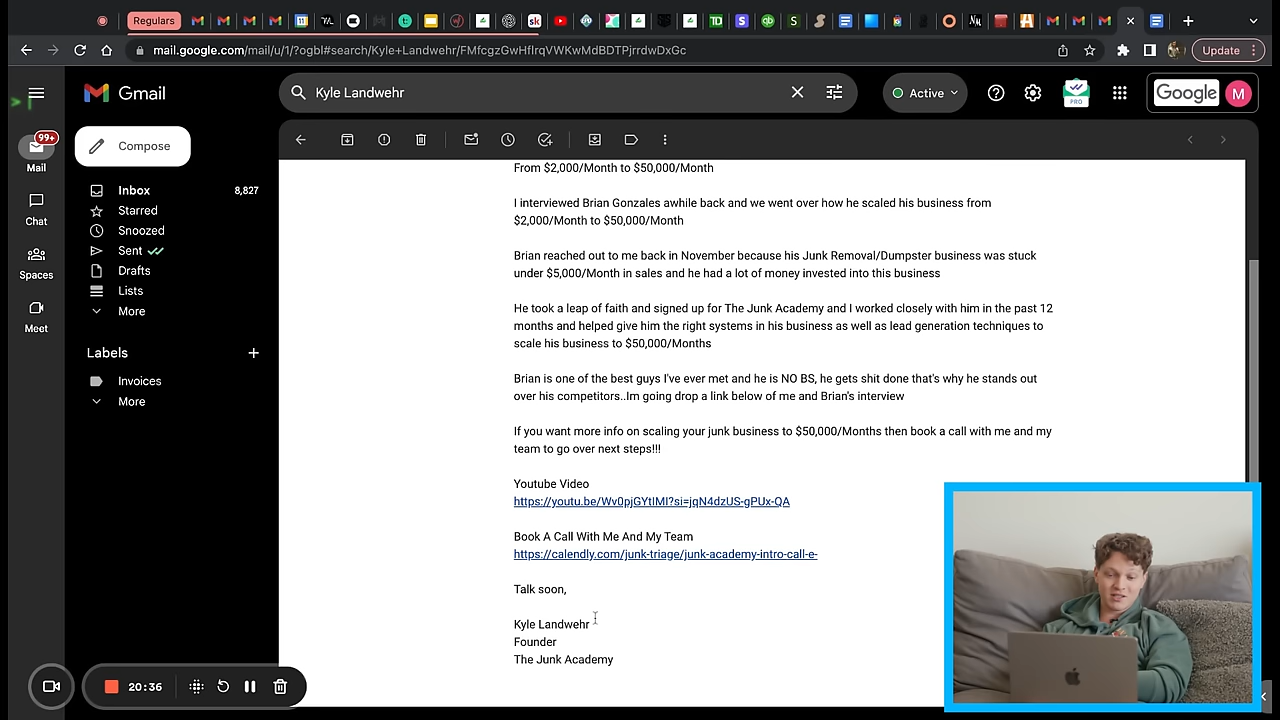 Regulars
mail.google.com/mail/u/1/?ogbl#search/Kyle+Landwehr/FMfcgzGwHflrqVWKwMdBDTPjrrdwDxGc
Update
Gmail
Kyle Landwehr
Active
PRO
Google
M
99+
Mail
Chat
Spaces
Meet
Compose
Inbox 8,827
Starred
Snoozed
Sent
Drafts
Lists
More
Labels
Invoices
More
From $2,000/Month to $50,000/Month
I interviewed Brian Gonzales awhile back and we went over how he scaled his business from
$2,000/Month to $50,000/Month
Brian reached out to me back in November because his Junk Removal/Dumpster business was stuck
under $5,000/Month in sales and he had a lot of money invested into this business
He took a leap of faith and signed up for The Junk Academy and I worked closely with him in the past 12
months and helped give him the right systems in his business as well as lead generation techniques to
scale his business to $50,000/Months
Brian is one of the best guys I've ever met and he is NO BS, he gets shit done that's why he stands out
over his competitors..Im going drop a link below of me and Brian's interview
If you want more info on scaling your junk business to $50,000/Months then book a call with me and my
team to go over next steps!!!
Youtube Video
https://youtu.be/Wv0pjGYtIMI?si=jqN4dzUS-gPUx-QA
Book A Call With Me And My Team
https://calendly.com/junk-triage/junk-academy-intro-call-e-
Talk soon,
Kyle Landwehr
Founder
The Junk Academy
20:36